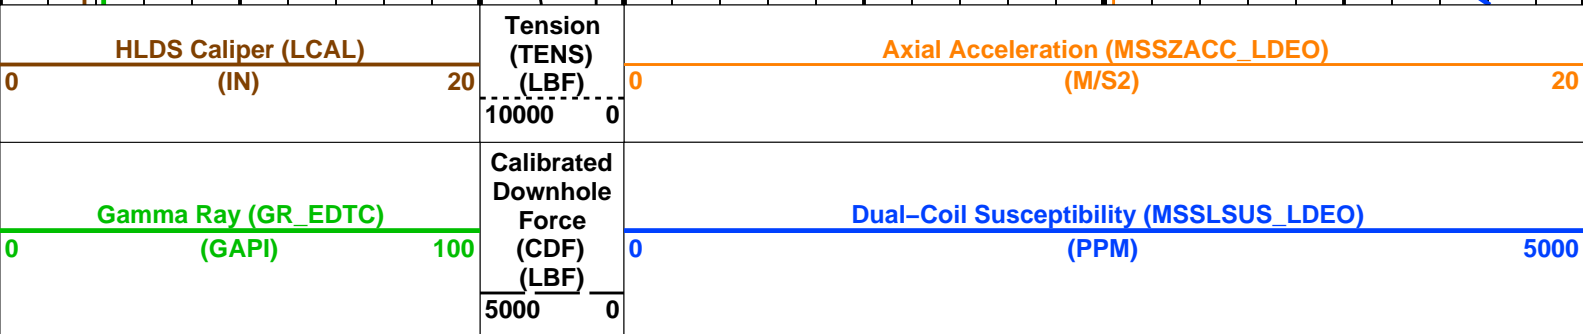 HLDS Caliper (LCAL)
0 (IN) 20
Tension
(TENS)
(LBF)
10000 0
Axial Acceleration (MSSZACC_LDEO)
0 (M/S2) 20
Gamma Ray (GR_EDTC)
0 (GAPI) 100
Calibrated
Downhole
Force
(CDF)
(LBF)
5000 0
Dual−Coil Susceptibility (MSSLSUS_LDEO)
0 (PPM) 5000